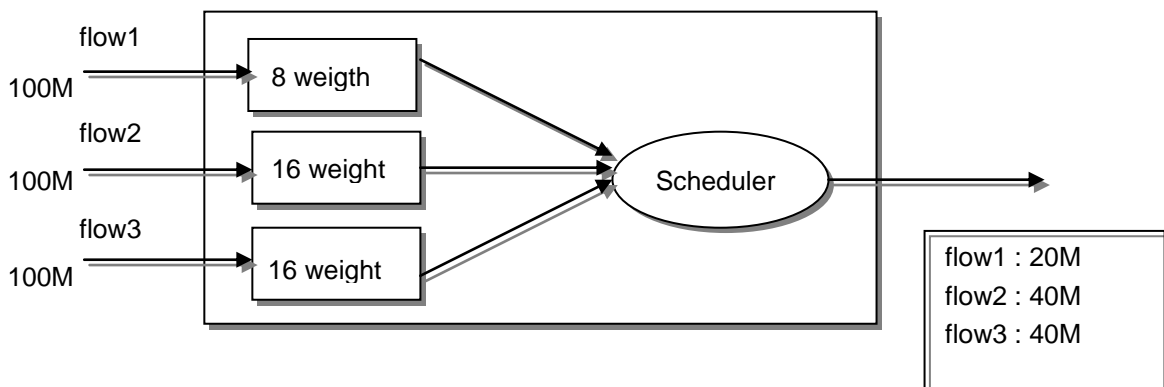 flow1
100M
8 weigth
flow2
100M
16 weight
flow3
100M
16 weight
Scheduler
flow1 : 20M
flow2 : 40M
flow3 : 40M